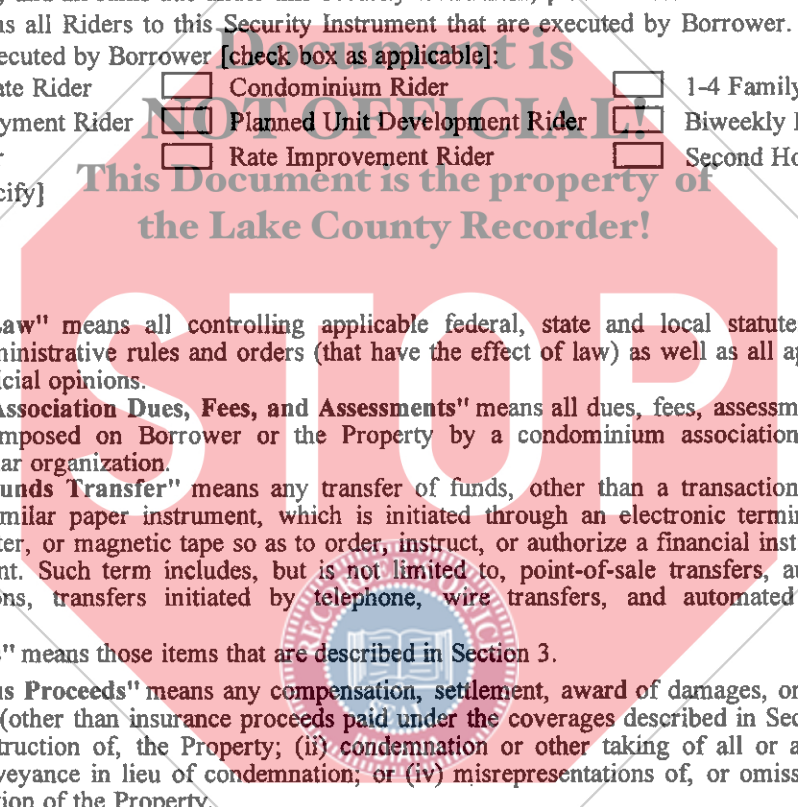 as all Riders to this Security Instrument that are executed by Borrower.
ecuted by Borrower [check box as applicable]:
Document is
ate Rider Condominium Rider 1-4 Family
NOT OFFICIAL!
yment Rider Planned Unit Development Rider Biweekly
r Rate Improvement Rider Second Ho
This Document is the property of
cify]
the Lake County Recorder!
STOP
Law" means all controlling applicable federal, state and local statute
ministrative rules and orders (that have the effect of law) as well as all ap
icial opinions.
Association Dues, Fees, and Assessments" means all dues, fees, assessm
imposed on Borrower or the Property by a condominium association
ar organization.
unds Transfer" means any transfer of funds, other than a transaction
milar paper instrument, which is initiated through an electronic termin
ter, or magnetic tape so as to order, instruct, or authorize a financial inst
nt. Such term includes, but is not limited to, point-of-sale transfers, au
ons, transfers initiated by telephone, wire transfers, and automated
s" means those items that are described in Section 3.
us Proceeds" means any compensation, settlement, award of damages, or
(other than insurance proceeds paid under the coverages described in Sec
truction of, the Property; (ii) condemnation or other taking of all or a
veyance in lieu of condemnation; or (iv) misrepresentations of, or omiss
tion of the Property.